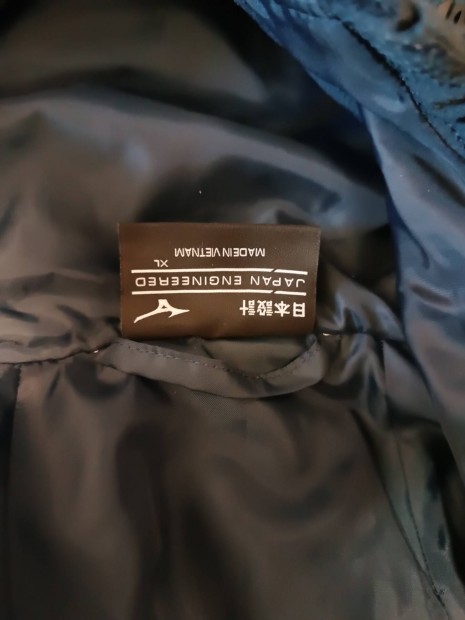 日本設計
JAPAN ENGINEERED
XL
MADE IN VIETNAM